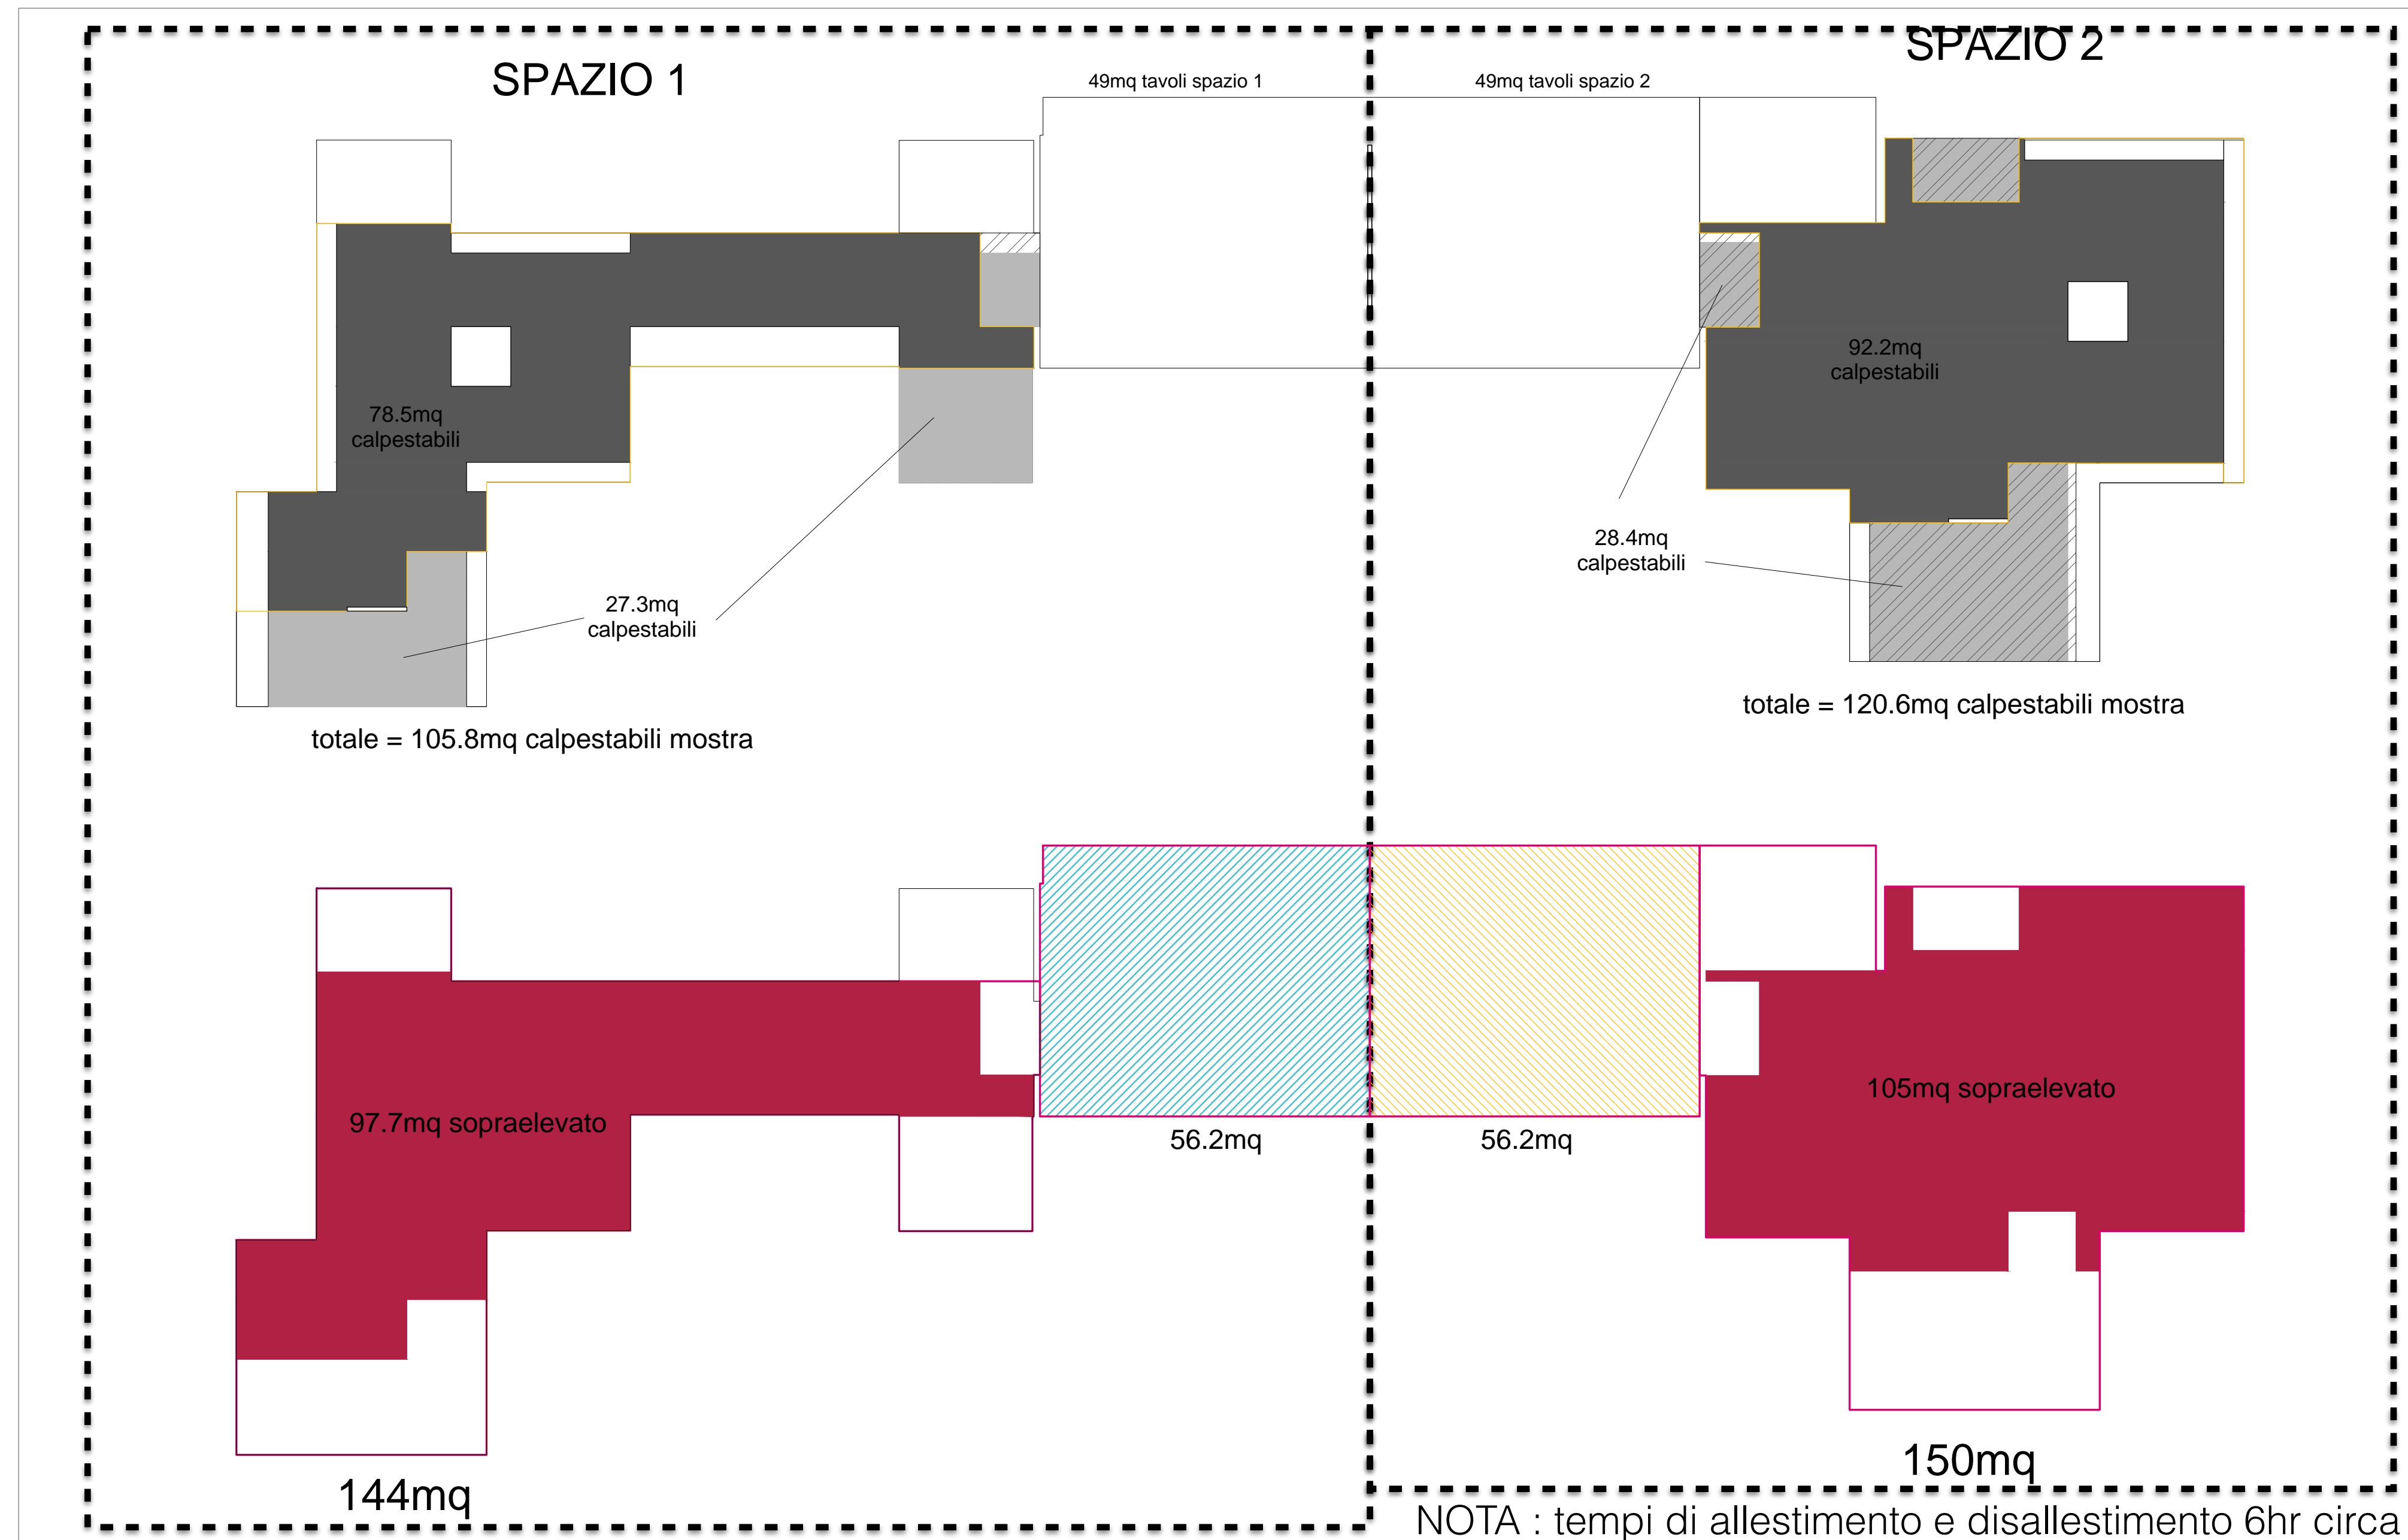 SPAZIO 1
SPAZIO 2
49mq tavoli spazio 1
49mq tavoli spazio 2
78.5mq
calpestabili
92.2mq
calpestabili
28.4mq
calpestabili
27.3mq
calpestabili
totale = 105.8mq calpestabili mostra
totale = 120.6mq calpestabili mostra
97.7mq sopraelevato
105mq sopraelevato
56.2mq
56.2mq
144mq
150mq
NOTA : tempi di allestimento e disallestimento 6hr circa